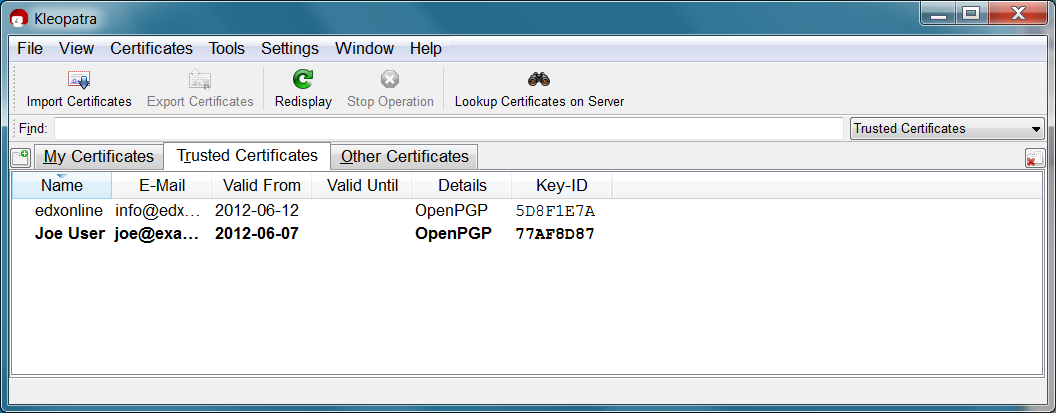 Kleopatra
File View Certificates Tools Settings Window Help
Import Certificates Export Certificates Redisplay Stop Operation Lookup Certificates on Server
Find: Trusted Certificates
My Certificates Trusted Certificates Other Certificates
Name E-Mail Valid From Valid Until Details Key-ID
edxonline info@edx... 2012-06-12 OpenPGP 5D8F1E7A
Joe User joe@exa... 2012-06-07 OpenPGP 77AF8D87